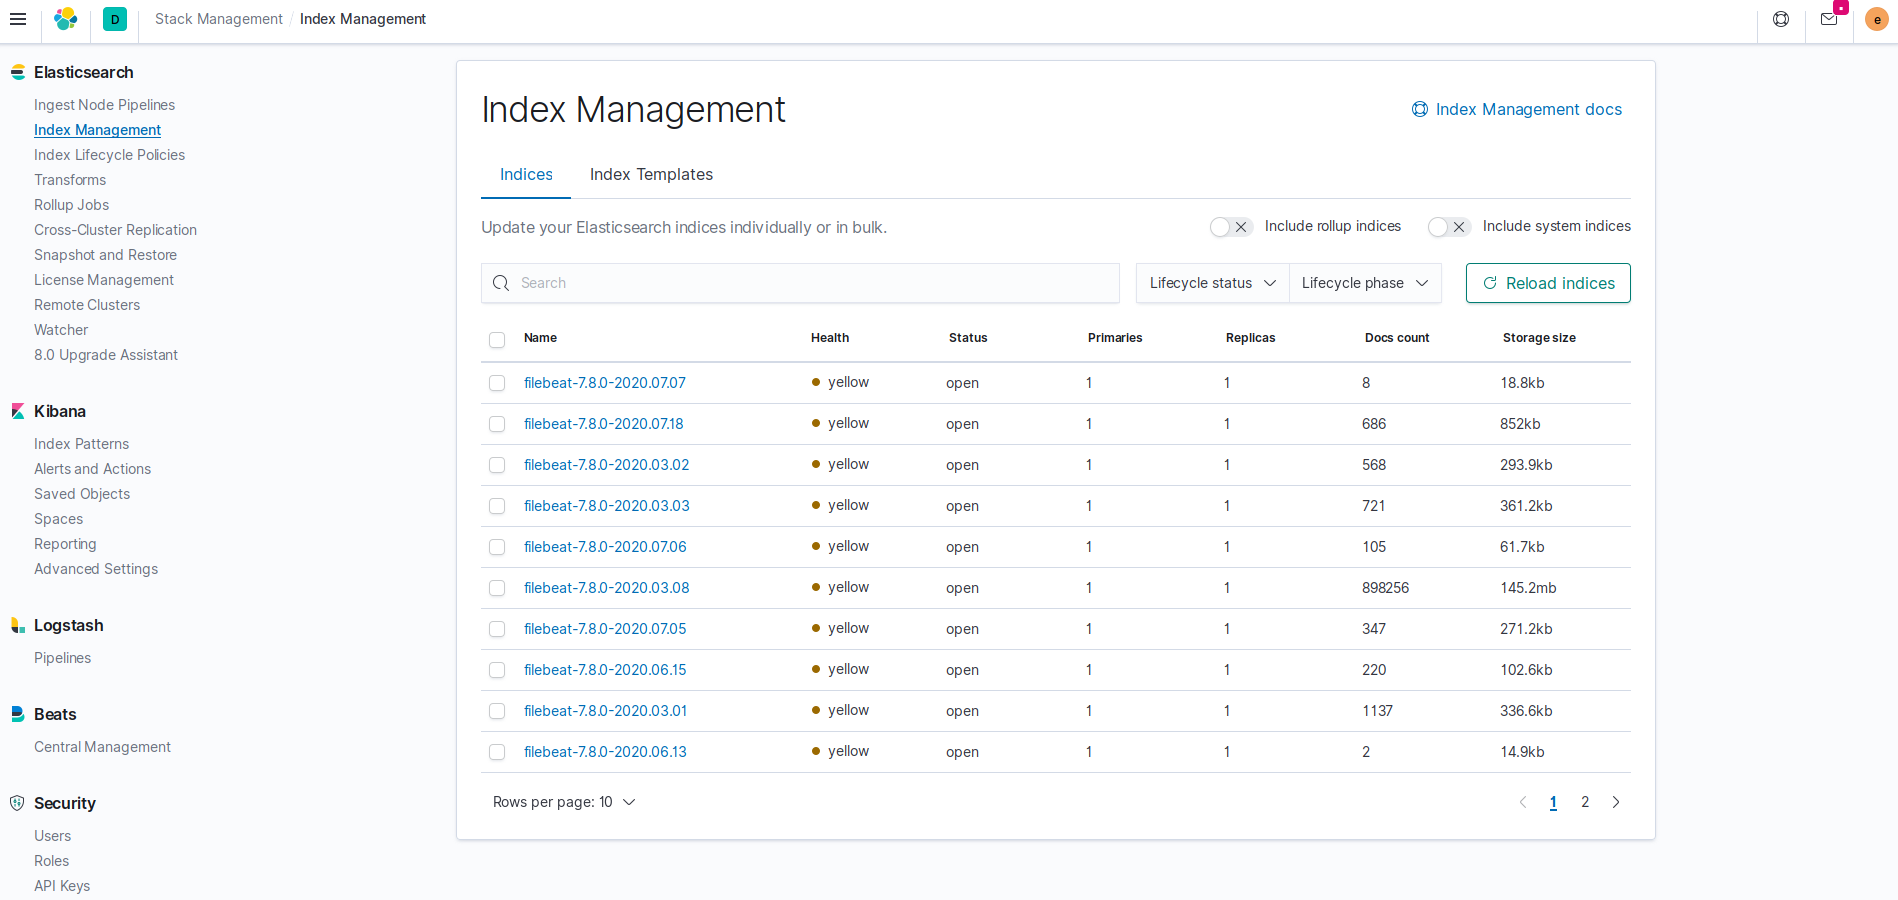 D Stack Management / Index Management e
Elasticsearch
Ingest Node Pipelines
Index Management
Index Lifecycle Policies
Transforms
Rollup Jobs
Cross-Cluster Replication
Snapshot and Restore
License Management
Remote Clusters
Watcher
8.0 Upgrade Assistant
Kibana
Index Patterns
Alerts and Actions
Saved Objects
Spaces
Reporting
Advanced Settings
Logstash
Pipelines
Beats
Central Management
Security
Users
Roles
API Keys
Index Management
Index Management docs
Indices Index Templates
Update your Elasticsearch indices individually or in bulk. Include rollup indices Include system indices
Search Lifecycle status Lifecycle phase Reload indices
Name Health Status Primaries Replicas Docs count Storage size
filebeat-7.8.0-2020.07.07 yellow open 1 1 8 18.8kb
filebeat-7.8.0-2020.07.18 yellow open 1 1 686 852kb
filebeat-7.8.0-2020.03.02 yellow open 1 1 568 293.9kb
filebeat-7.8.0-2020.03.03 yellow open 1 1 721 361.2kb
filebeat-7.8.0-2020.07.06 yellow open 1 1 105 61.7kb
filebeat-7.8.0-2020.03.08 yellow open 1 1 898256 145.2mb
filebeat-7.8.0-2020.07.05 yellow open 1 1 347 271.2kb
filebeat-7.8.0-2020.06.15 yellow open 1 1 220 102.6kb
filebeat-7.8.0-2020.03.01 yellow open 1 1 1137 336.6kb
filebeat-7.8.0-2020.06.13 yellow open 1 1 2 14.9kb
Rows per page: 10 1 2